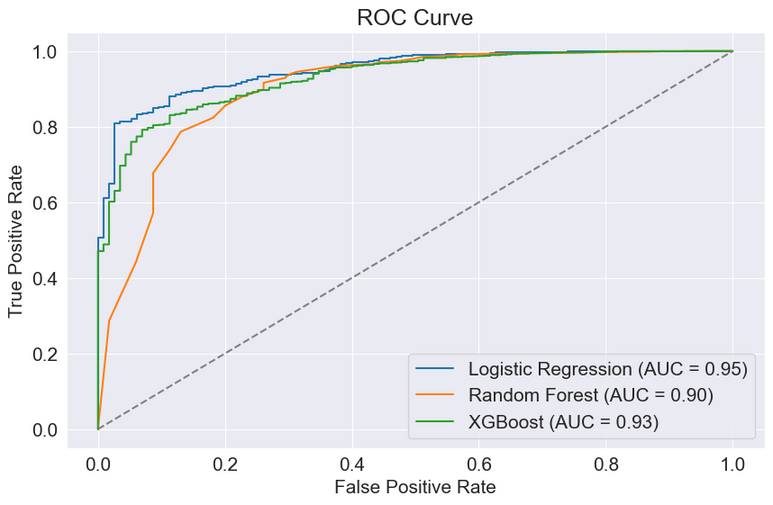 ROC Curve
1.0
0.8
0.6
0.4
0.2
0.0
True Positive Rate
Logistic Regression (AUC = 0.95)
Random Forest (AUC = 0.90)
XGBoost (AUC = 0.93)
0.0 0.2 0.4 0.6 0.8 1.0
False Positive Rate